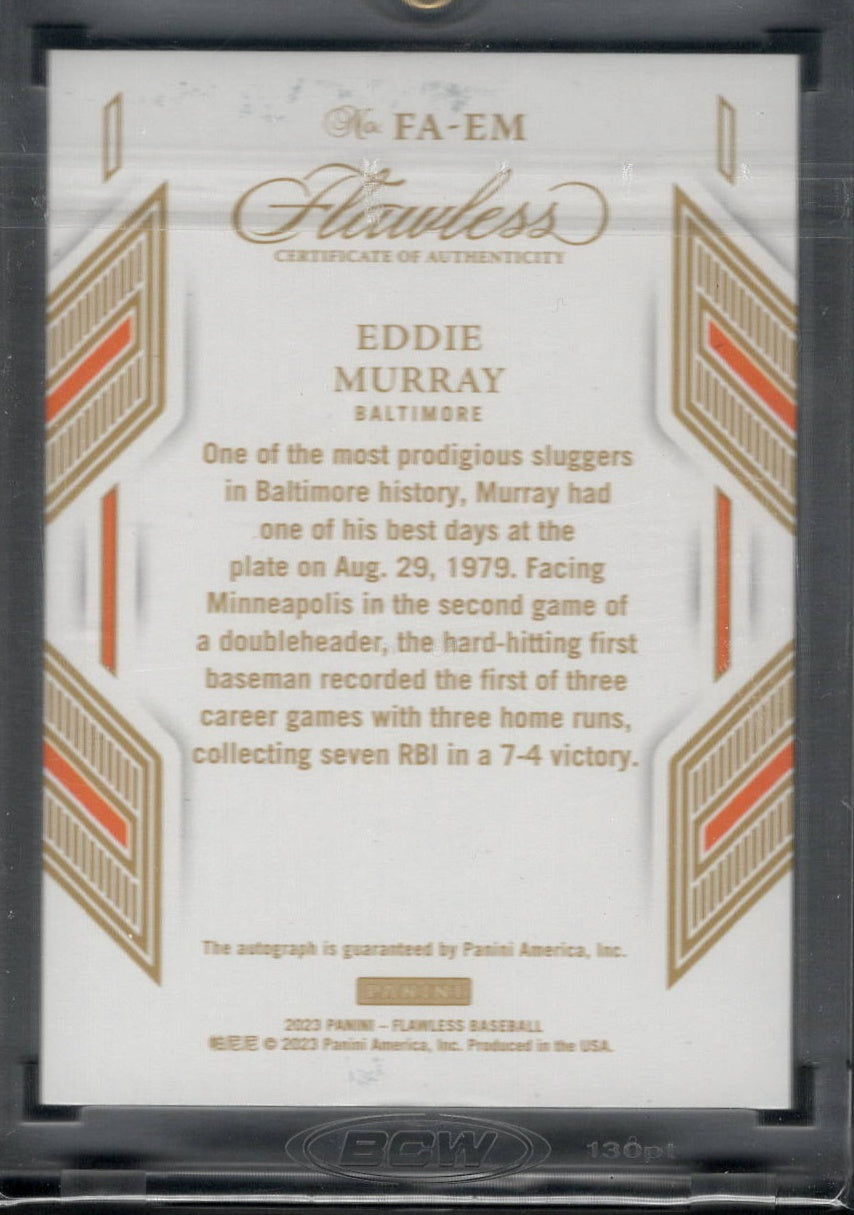 No. FA-EM
Flawless
CERTIFICATE OF AUTHENTICITY
EDDIE
MURRAY
BALTIMORE
One of the most prodigious sluggers
in Baltimore history, Murray had
one of his best days at the
plate on Aug. 29, 1979. Facing
Minneapolis in the second game of
a doubleheader, the hard-hitting first
baseman recorded the first of three
career games with three home runs,
collecting seven RBI in a 7-4 victory.
The autograph is guaranteed by Panini America, Inc.
PANINI
2023 PANINI – FLAWLESS BASEBALL
帕尼尼 © 2023 Panini America, Inc. Produced in the USA.
BCW
130pt